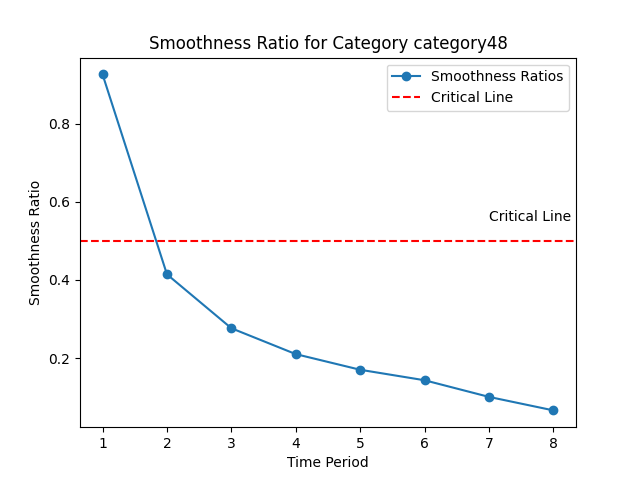 Smoothness Ratio for Category category48
Smoothness Ratios
Critical Line
Critical Line
Smoothness Ratio
0.8
0.6
0.4
0.2
1 2 3 4 5 6 7 8
Time Period